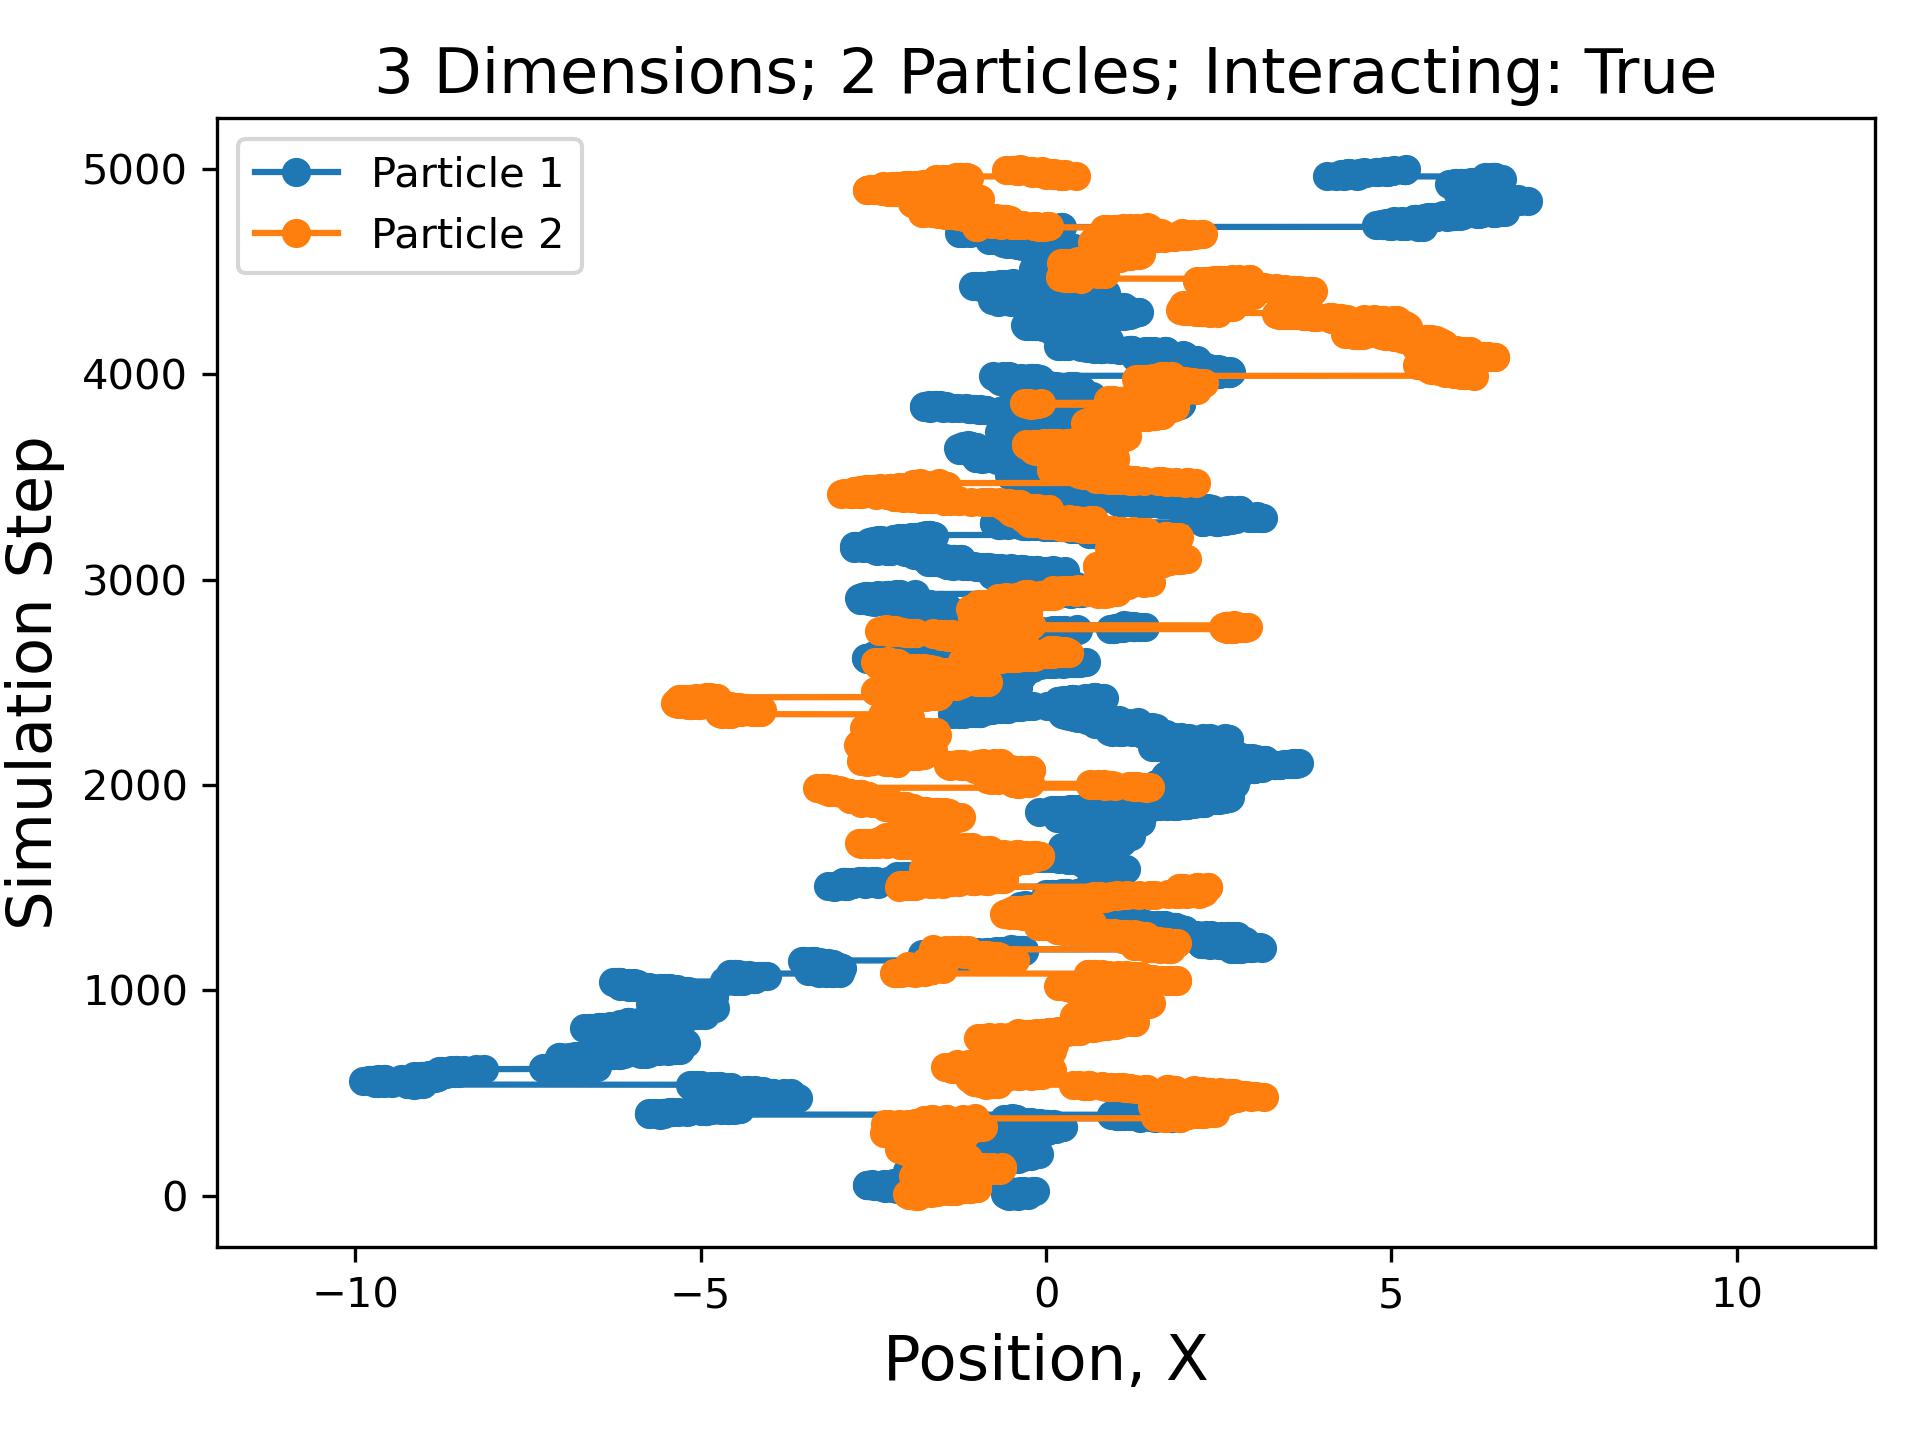 3 Dimensions; 2 Particles; Interacting: True
Particle 1
Particle 2
Simulation Step
5000
4000
3000
2000
1000
0
−10
−5
0
5
10
Position, X